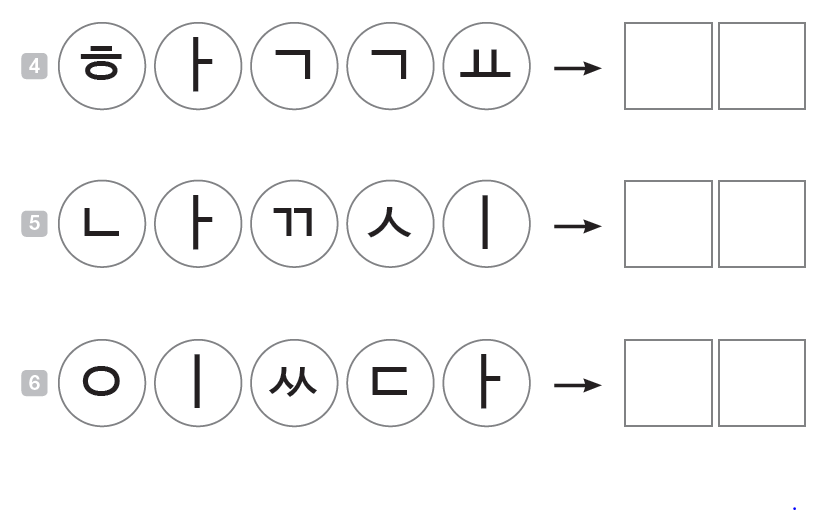 4 ㅎ ㅏ ㄱ ㄱ ㅛ →
5 ㄴ ㅏ ㄲ ㅅ ㅣ →
6 ㅇ ㅣ ㅆ ㄷ ㅏ →